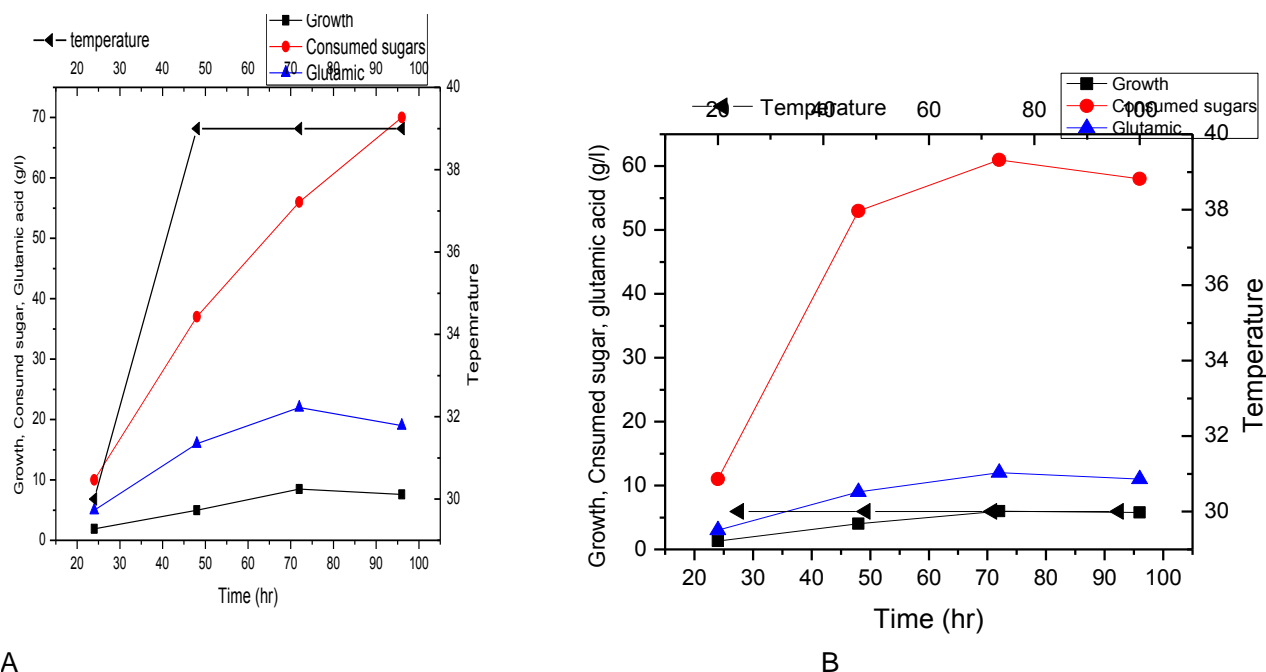 Growth
temperature
Consumed sugars
Glutamic
20 30 40 50 60 70 80 90 100
20 30 40 50 60 70 80 90 100
0
10
20
30
40
50
60
70
30
32
34
36
38
40
Growth, Consumd sugar, Glutamic acid (g/l)
Tepemrature
Time (hr)
A
Growth
Temperature
Consumed sugars
Glutamic
20 40 60 80 100
20 30 40 50 60 70 80 90 100
0
10
20
30
40
50
60
30
32
34
36
38
40
Growth, Cnsumed sugar, glutamic acid (g/l)
Temperature
Time (hr)
B